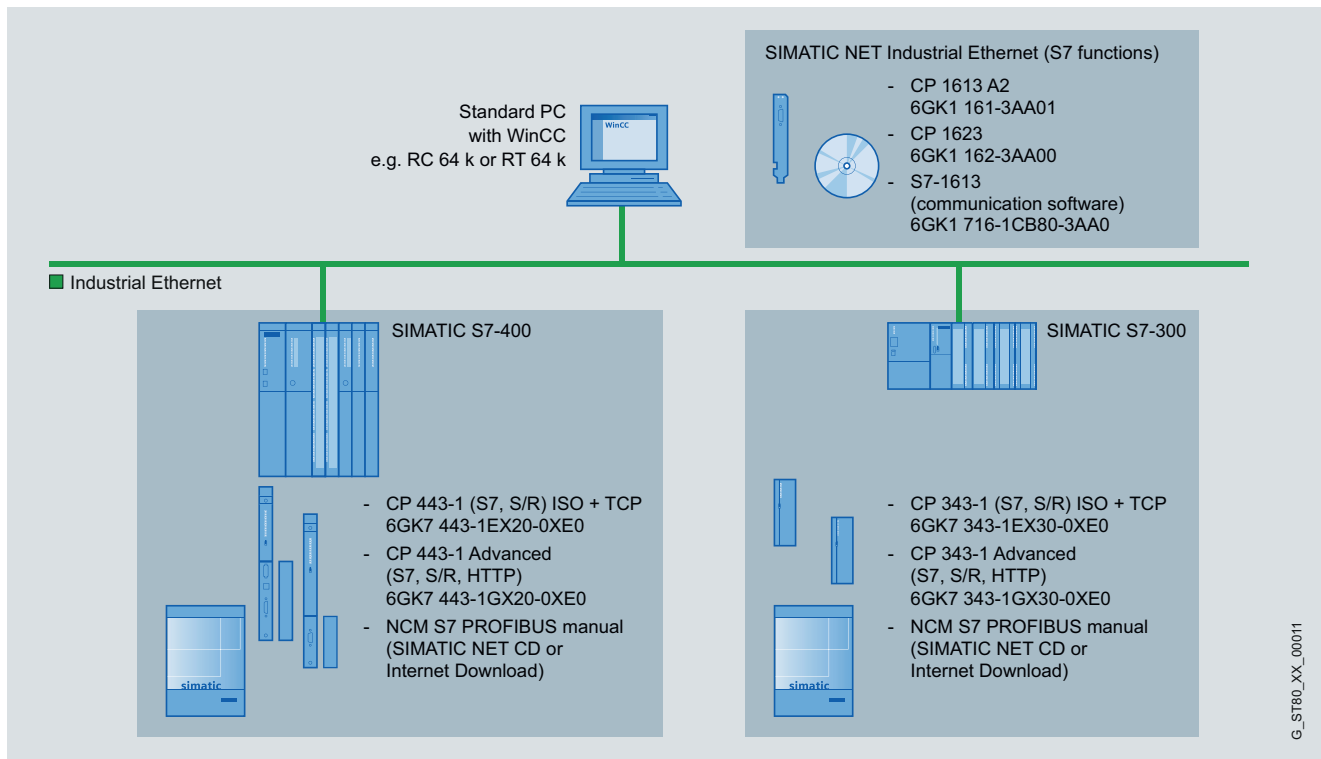 SIMATIC NET Industrial Ethernet (S7 functions)
- CP 1613 A2
6GK1 161-3AA01
- CP 1623
6GK1 162-3AA00
- S7-1613
(communication software)
6GK1 716-1CB80-3AA0
Standard PC
with WinCC
e.g. RC 64 k or RT 64 k
WinCC
Industrial Ethernet
SIMATIC S7-400
- CP 443-1 (S7, S/R) ISO + TCP
6GK7 443-1EX20-0XE0
- CP 443-1 Advanced
(S7, S/R, HTTP)
6GK7 443-1GX20-0XE0
- NCM S7 PROFIBUS manual
(SIMATIC NET CD or
Internet Download)
simatic
SIMATIC S7-300
- CP 343-1 (S7, S/R) ISO + TCP
6GK7 343-1EX30-0XE0
- CP 343-1 Advanced
(S7, S/R, HTTP)
6GK7 343-1GX30-0XE0
- NCM S7 PROFIBUS manual
(SIMATIC NET CD or
Internet Download)
simatic
G_ST80_XX_00011